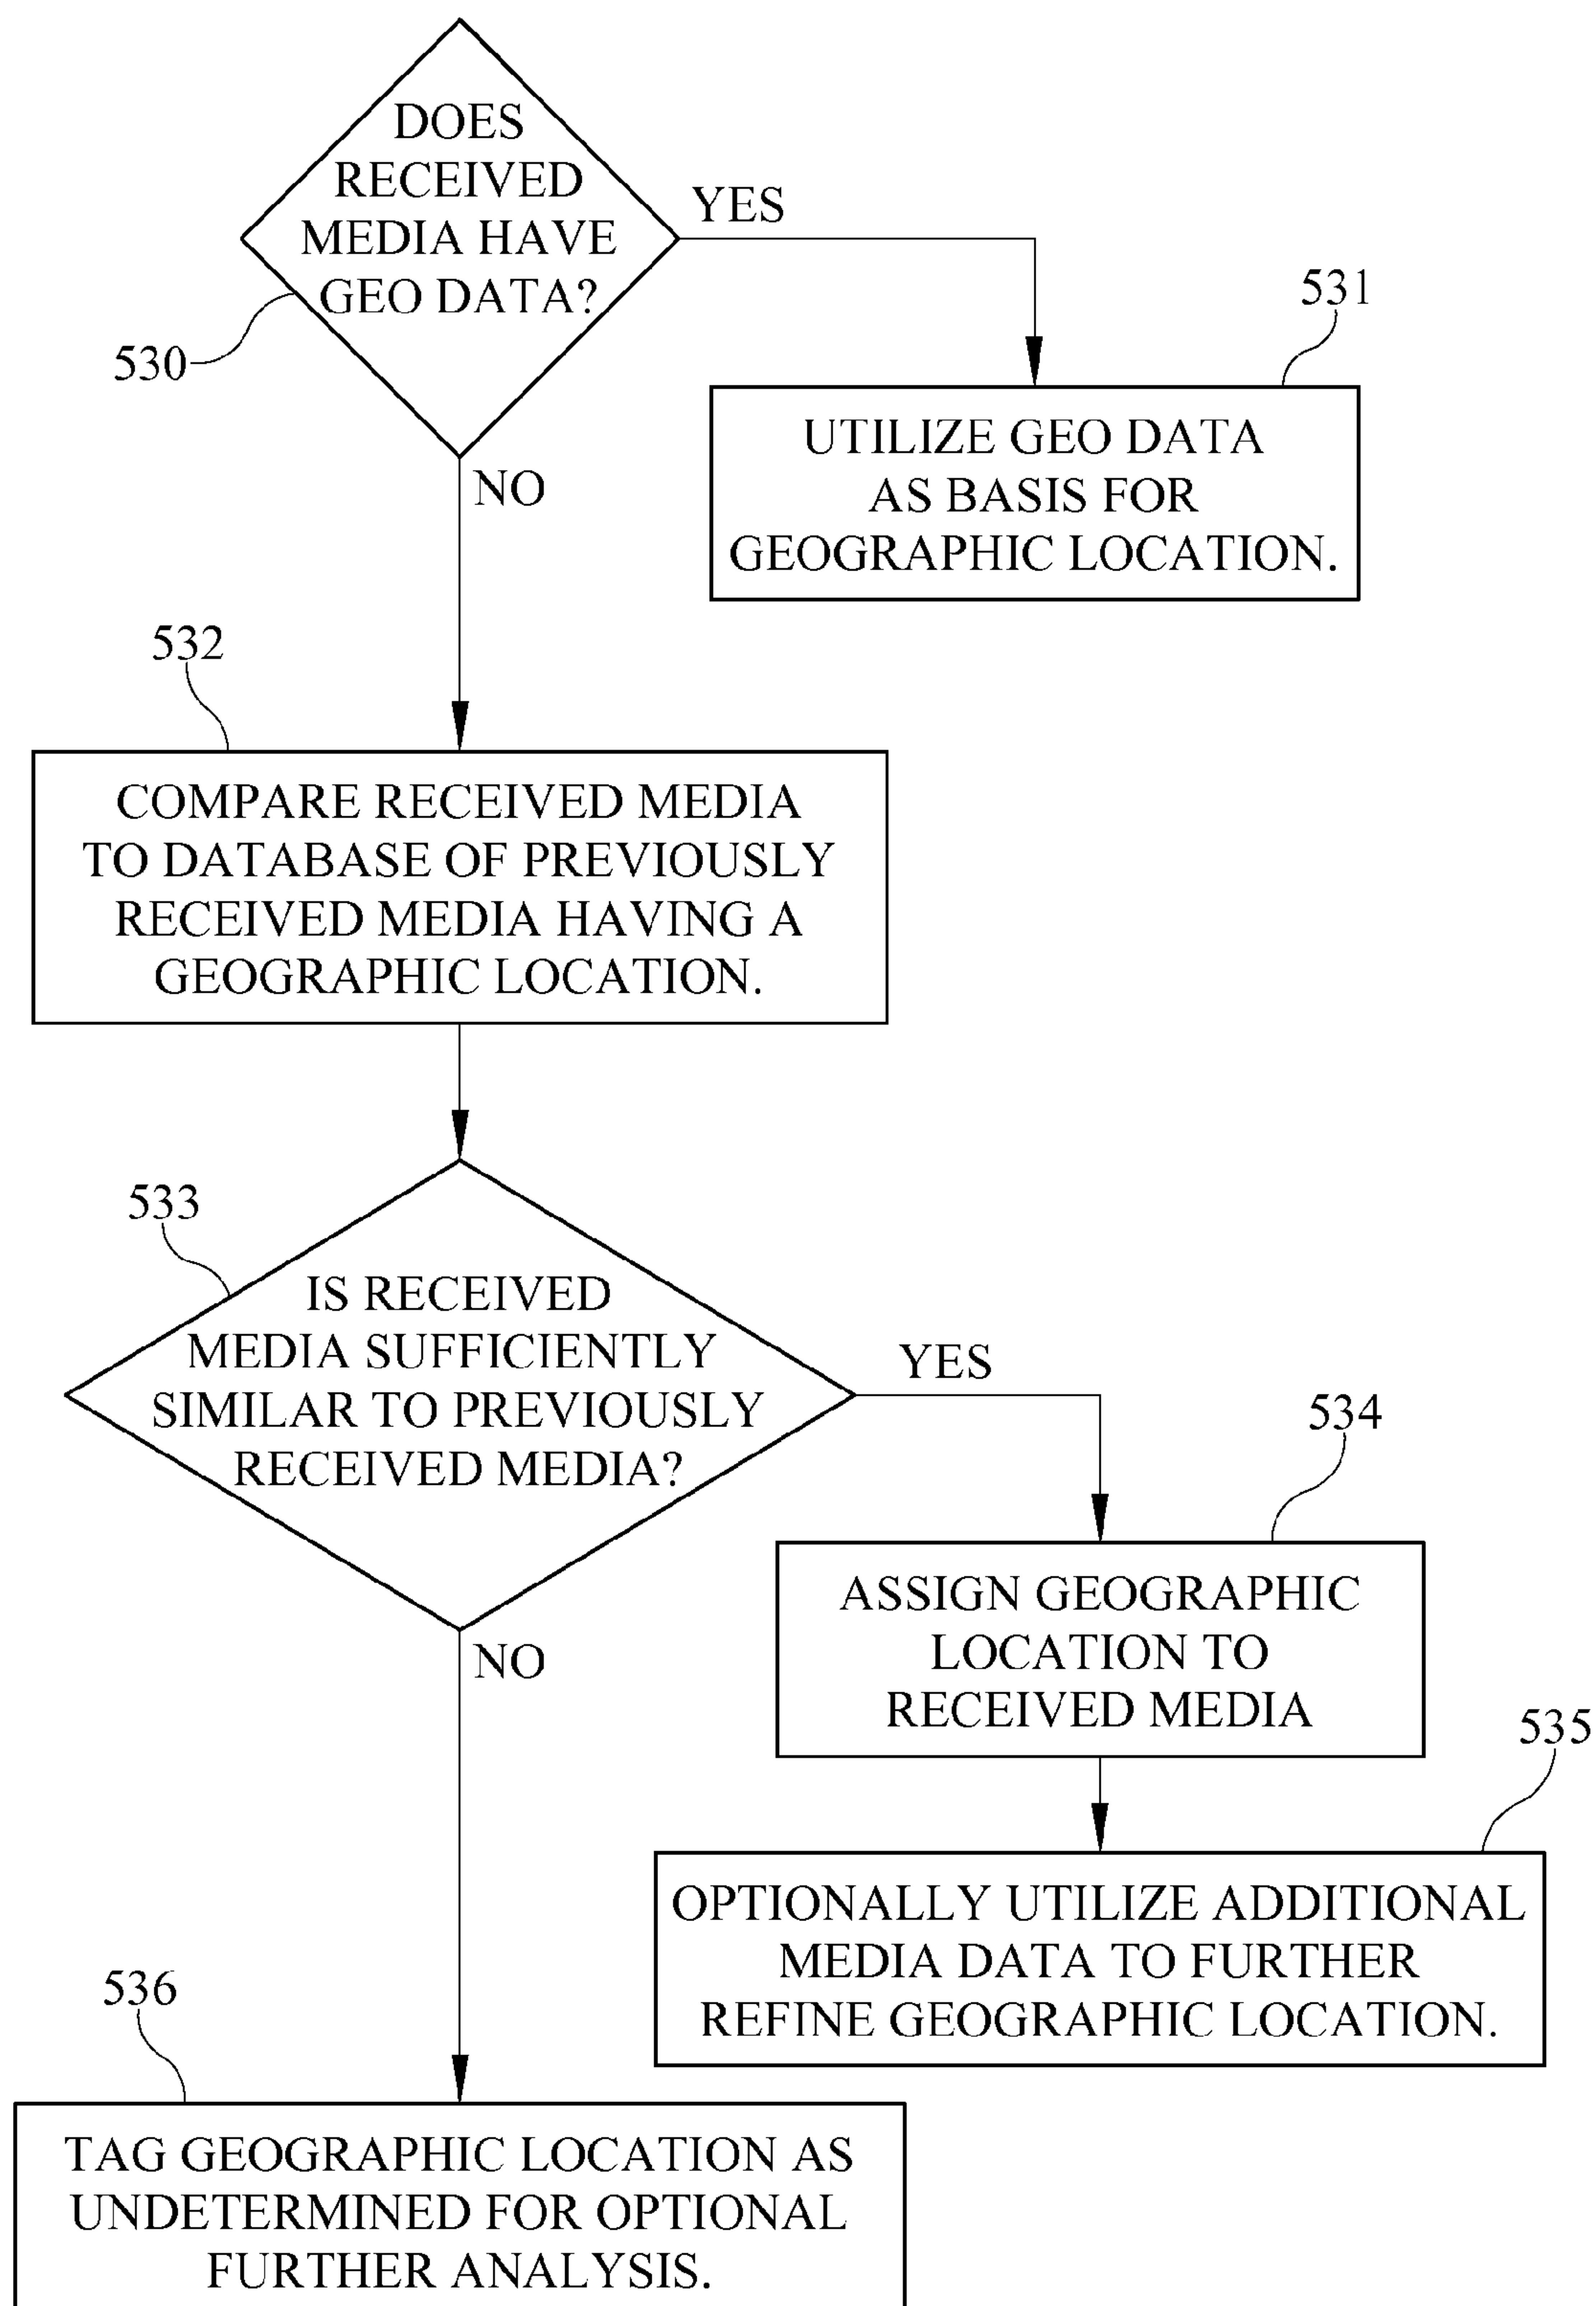 DOES
RECEIVED
MEDIA HAVE
GEO DATA?
YES
530
531
UTILIZE GEO DATA
AS BASIS FOR
GEOGRAPHIC LOCATION.
NO
532
COMPARE RECEIVED MEDIA
TO DATABASE OF PREVIOUSLY
RECEIVED MEDIA HAVING A
GEOGRAPHIC LOCATION.
533
IS RECEIVED
MEDIA SUFFICIENTLY
SIMILAR TO PREVIOUSLY
RECEIVED MEDIA?
YES
534
ASSIGN GEOGRAPHIC
LOCATION TO
RECEIVED MEDIA
NO
535
OPTIONALLY UTILIZE ADDITIONAL
MEDIA DATA TO FURTHER
REFINE GEOGRAPHIC LOCATION.
536
TAG GEOGRAPHIC LOCATION AS
UNDETERMINED FOR OPTIONAL
FURTHER ANALYSIS.